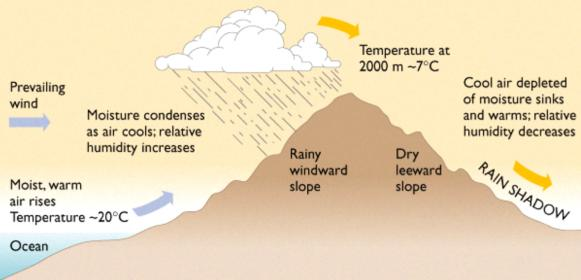 Temperature at
2000 m ~7°C
Prevailing
wind
Cool air depleted
of moisture sinks
and warms; relative
humidity decreases
Moisture condenses
as air cools; relative
humidity increases
Rainy
windward
slope
Dry
leeward
slope
RAIN SHADOW
Moist, warm
air rises
Temperature ~20°C
Ocean